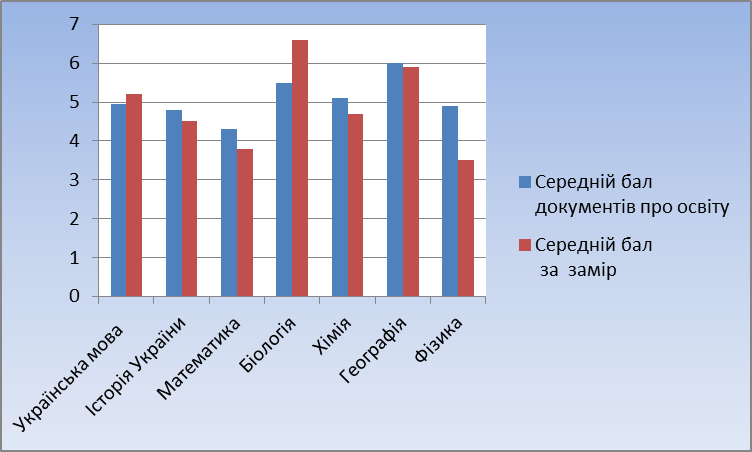 7
6
5
4
3
2
1
0
Українська мова
Історія України
Математика
Біологія
Хімія
Географія
Фізика
Середній бал
документів про освіту
Середній бал
за замір